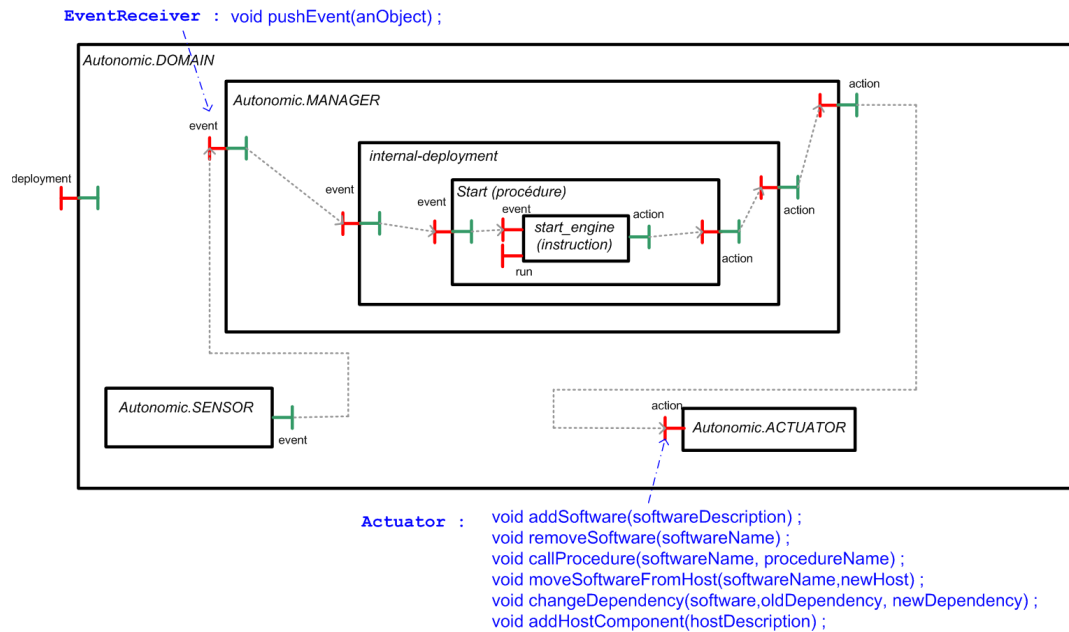 EventReceiver : void pushEvent(anObject) ;
Autonomic.DOMAIN
action
Autonomic.MANAGER
event
internal-deployment
deployment
event
Start (procédure)
event
event
action
action
start_engine
(instruction)
run
action
Autonomic.SENSOR
event
action
Autonomic.ACTUATOR
Actuator :
void addSoftware(softwareDescription) ;
void removeSoftware(softwareName) ;
void callProcedure(softwareName, procedureName) ;
void moveSoftwareFromHost(softwareName,newHost) ;
void changeDependency(software,oldDependency, newDependency) ;
void addHostComponent(hostDescription) ;